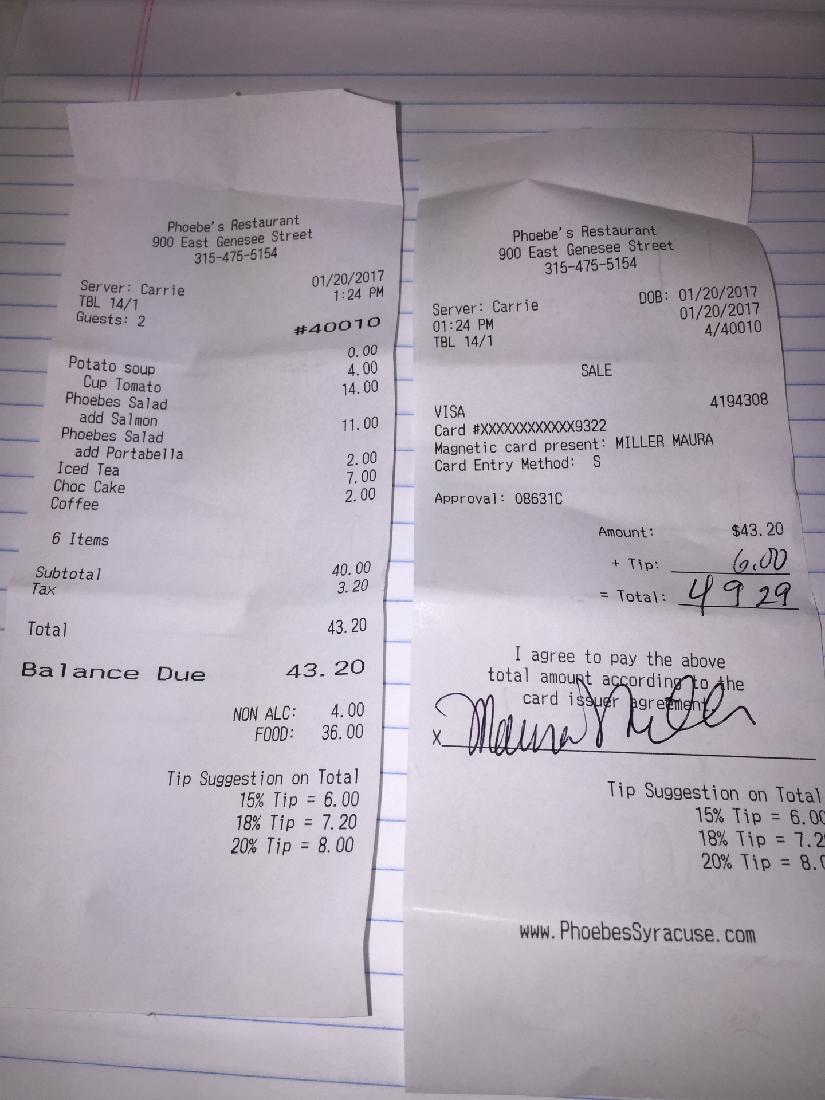 Phoebe's Restaurant
900 East Genesee Street
315-475-5154
Server: Carrie 01/20/2017
TBL 14/1 1:24 PM
Guests: 2
#40010
0.00
Potato soup 4.00
Cup Tomato 14.00
Phoebes Salad
add Salmon 11.00
Phoebes Salad
add Portabella 2.00
Iced Tea 7.00
Choc Cake 2.00
Coffee
6 Items
Subtotal 40.00
Tax 3.20
Total 43.20
Balance Due 43.20
NON ALC: 4.00
FOOD: 36.00
Tip Suggestion on Total
15% Tip = 6.00
18% Tip = 7.20
20% Tip = 8.00
Phoebe's Restaurant
900 East Genesee Street
315-475-5154
DOB: 01/20/2017
Server: Carrie 01/20/2017
01:24 PM 4/40010
TBL 14/1
SALE
VISA 4194308
Card #XXXXXXXXXXXX9322
Magnetic card present: MILLER MAURA
Card Entry Method: S
Approval: 08631C
Amount: $43.20
+ Tip: 6.00
= Total: 49 29
I agree to pay the above
total amount according to the
card issuer agreement
X Maura Miller
Tip Suggestion on Total
15% Tip = 6.00
18% Tip = 7.2
20% Tip = 8.0
www.PhoebesSyracuse.com